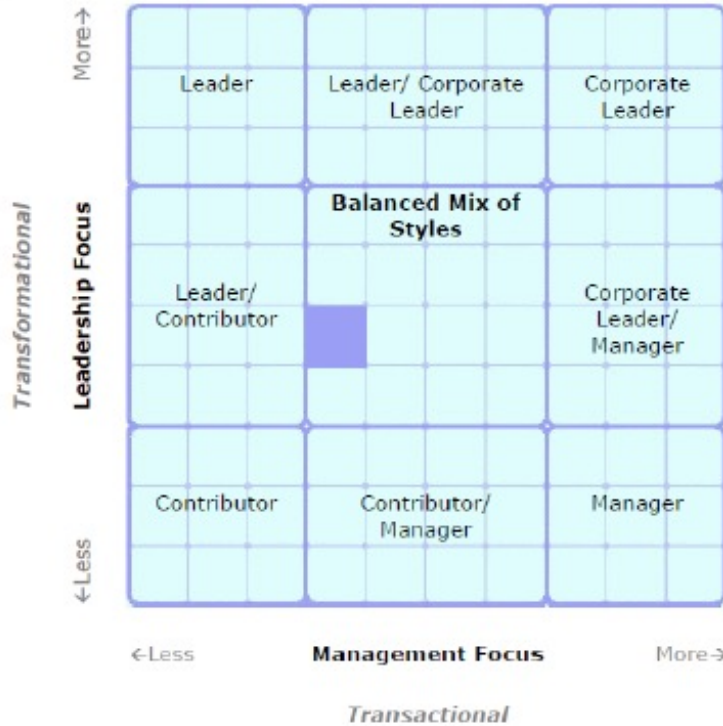 More→
Leader
Leader/ Corporate
Leader
Corporate
Leader
Transformational
Leadership Focus
Balanced Mix of
Styles
Leader/
Contributor
Corporate
Leader/
Manager
Contributor
Contributor/
Manager
Manager
←Less
←Less
Management Focus
More→
Transactional